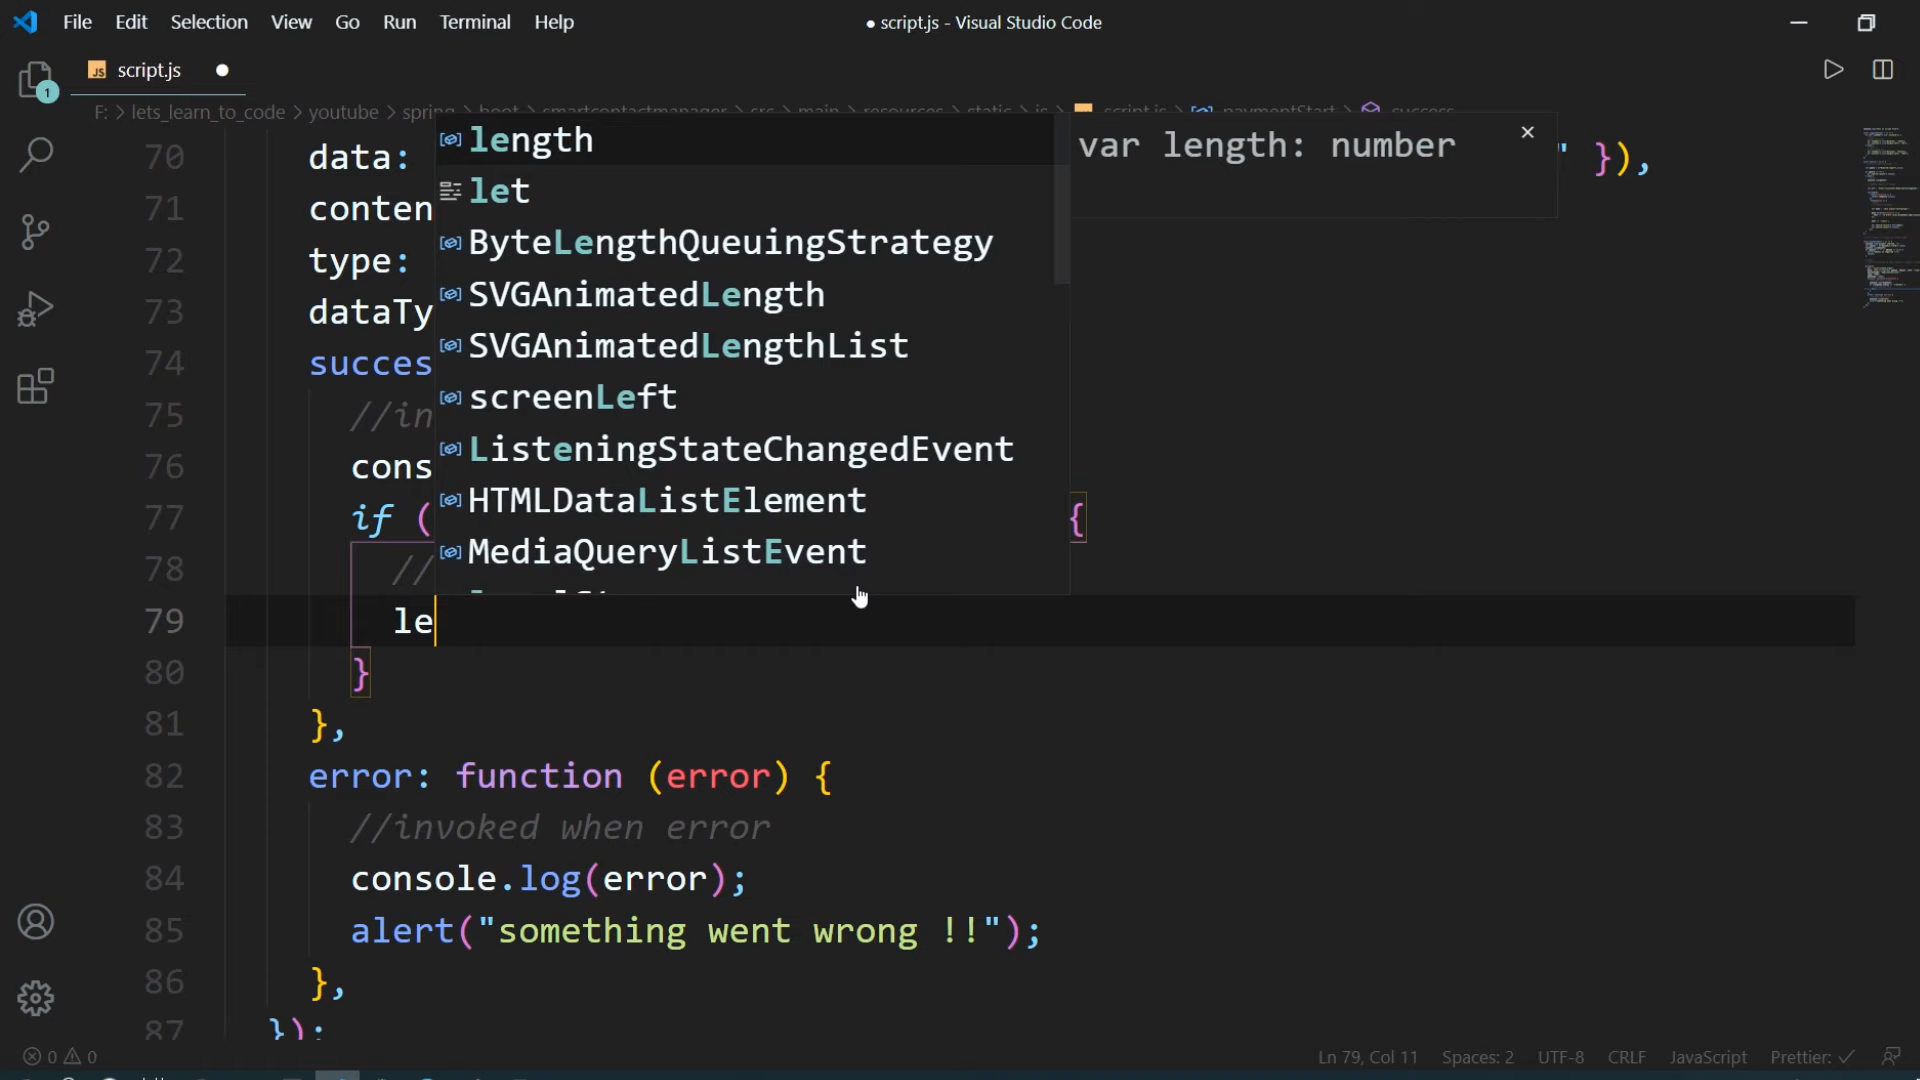 File Edit Selection View Go Run Terminal Help
● script.js - Visual Studio Code
JS script.js ●
1
F: > lets_learn_to_code > youtube > spring
70 data: " }),
71 conten
72 type:
73 dataTy
74 succes
75 //in
76 cons
77 if ( {
78 //
79 le
80 }
81 },
82 error: function (error) {
83 //invoked when error
84 console.log(error);
85 alert("something went wrong !!");
86 },
87 });
length
let
ByteLengthQueuingStrategy
SVGAnimatedLength
SVGAnimatedLengthList
screenLeft
ListeningStateChangedEvent
HTMLDataListElement
MediaQueryListEvent
var length: number ×
0 0
Ln 79, Col 11 Spaces: 2 UTF-8 CRLF JavaScript Prettier: ✓